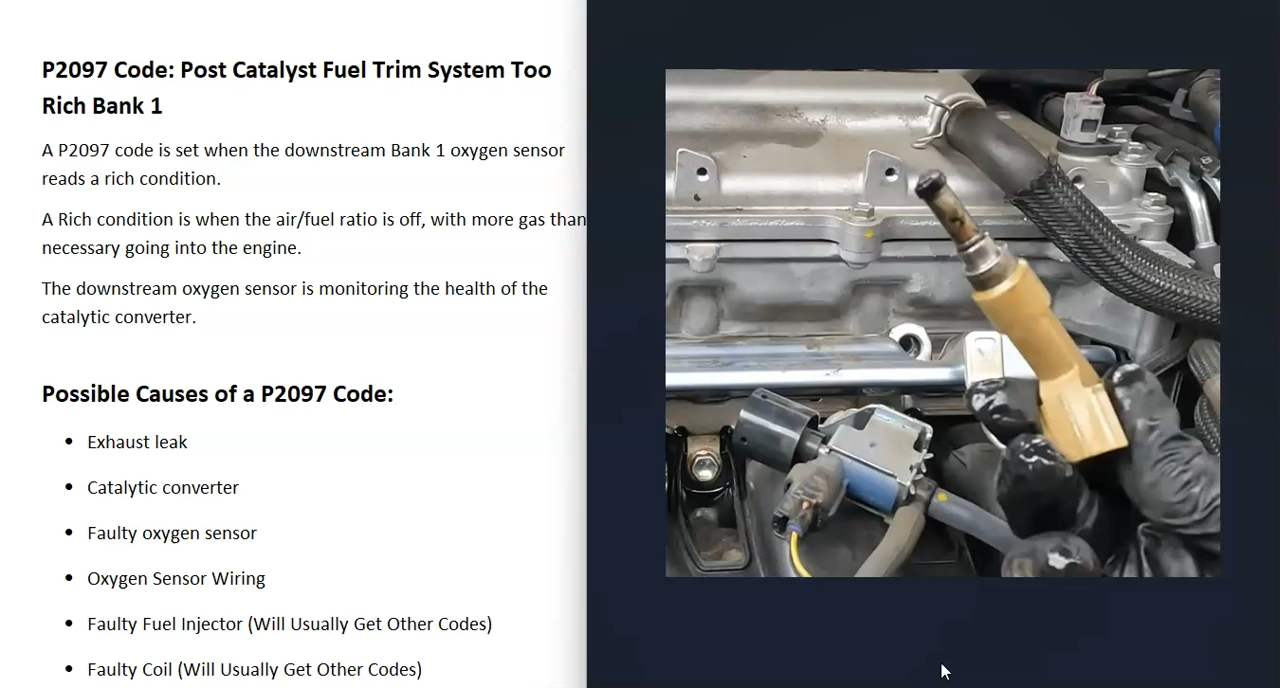 P2097 Code: Post Catalyst Fuel Trim System Too
Rich Bank 1
A P2097 code is set when the downstream Bank 1 oxygen sensor
reads a rich condition.
A Rich condition is when the air/fuel ratio is off, with more gas than
necessary going into the engine.
The downstream oxygen sensor is monitoring the health of the
catalytic converter.
Possible Causes of a P2097 Code:
• Exhaust leak
• Catalytic converter
• Faulty oxygen sensor
• Oxygen Sensor Wiring
• Faulty Fuel Injector (Will Usually Get Other Codes)
• Faulty Coil (Will Usually Get Other Codes)